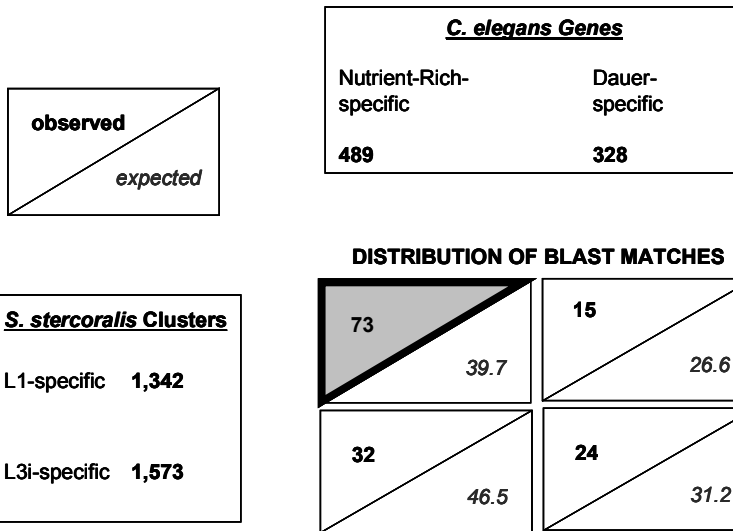 C. elegans Genes
Nutrient-Rich- Dauer-
specific specific
489 328
observed
expected
DISTRIBUTION OF BLAST MATCHES
S. stercoralis Clusters
L1-specific 1,342
L3i-specific 1,573
73 15
39.7 26.6
32 24
46.5 31.2